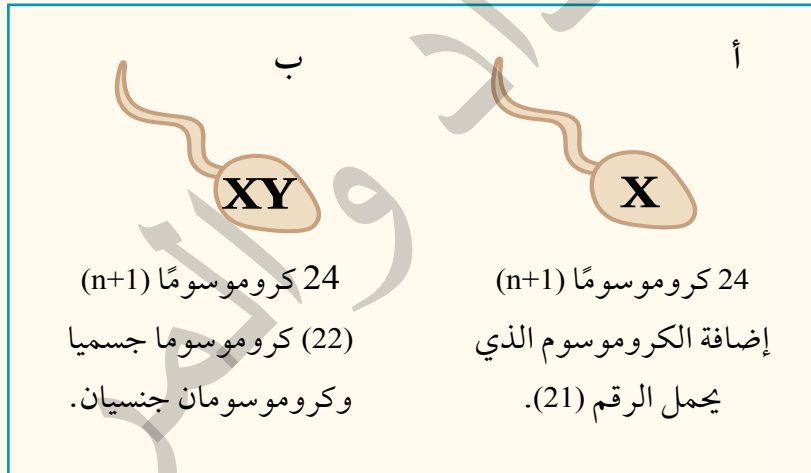 أ
X
24 كروموسومًا (n+1)
إضافة الكروموسوم الذي
يحمل الرقم (21).
ب
XY
24 كروموسومًا (n+1)
(22) كروموسوما جسميا
وكروموسومان جنسيان.